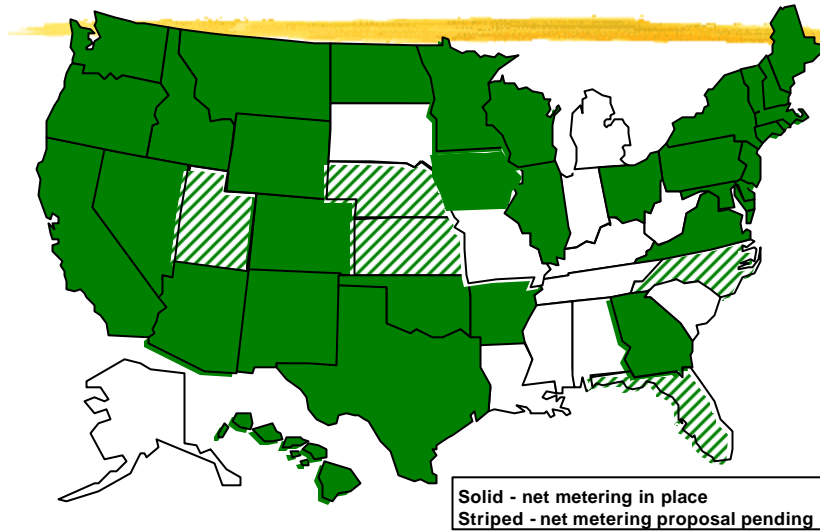 Solid - net metering in place
Striped - net metering proposal pending